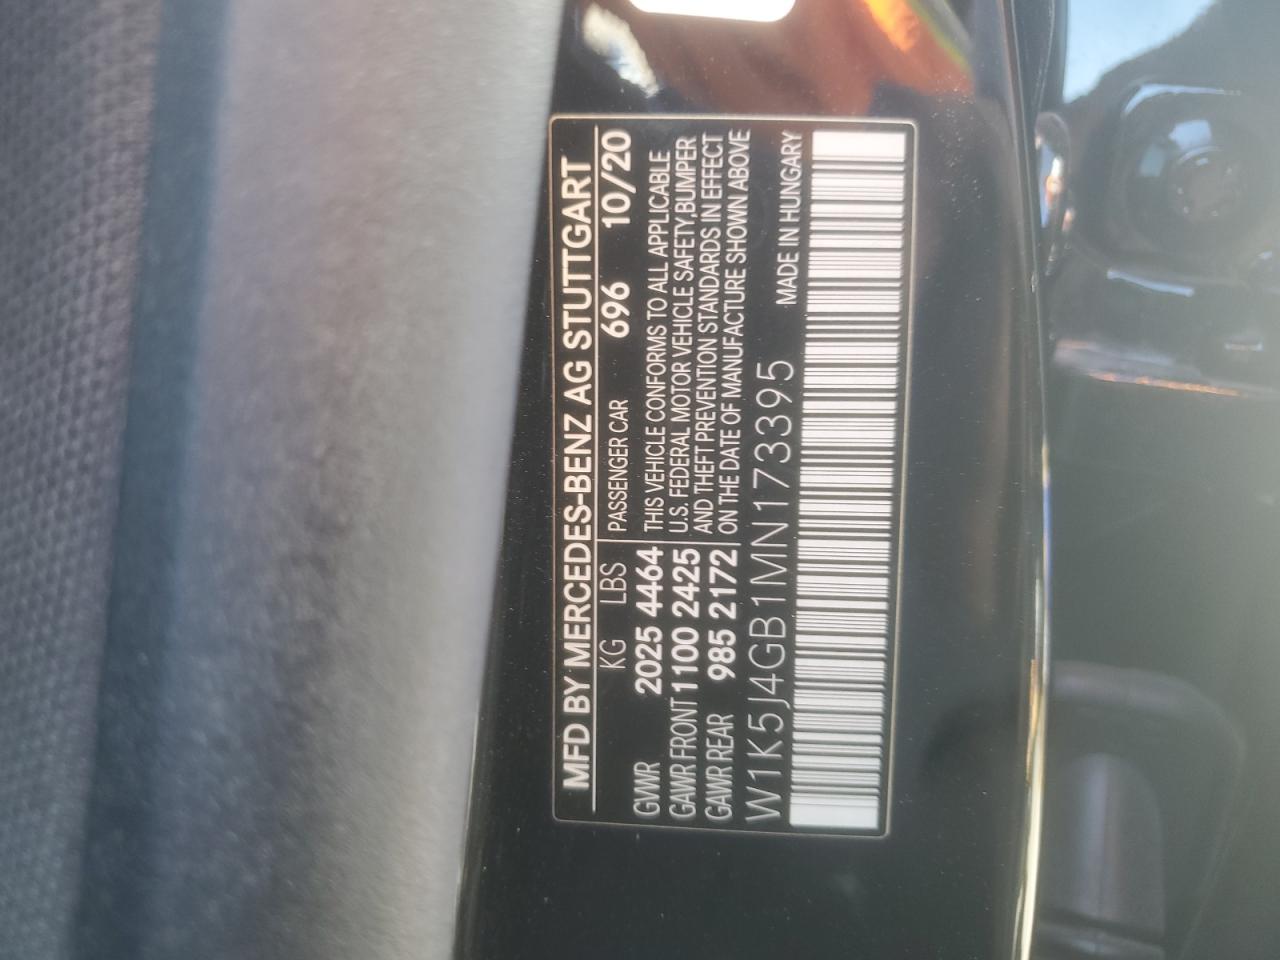 MFD BY MERCEDES-BENZ AG STUTTGART
KG LBS PASSENGER CAR 696 10/20
GVWR 2025 4464 THIS VEHICLE CONFORMS TO ALL APPLICABLE
GAWR FRONT 1100 2425 U.S. FEDERAL MOTOR VEHICLE SAFETY,BUMPER
GAWR REAR 985 2172 AND THEFT PREVENTION STANDARDS IN EFFECT
ON THE DATE OF MANUFACTURE SHOWN ABOVE
W1K5J4GB1MN173395 MADE IN HUNGARY